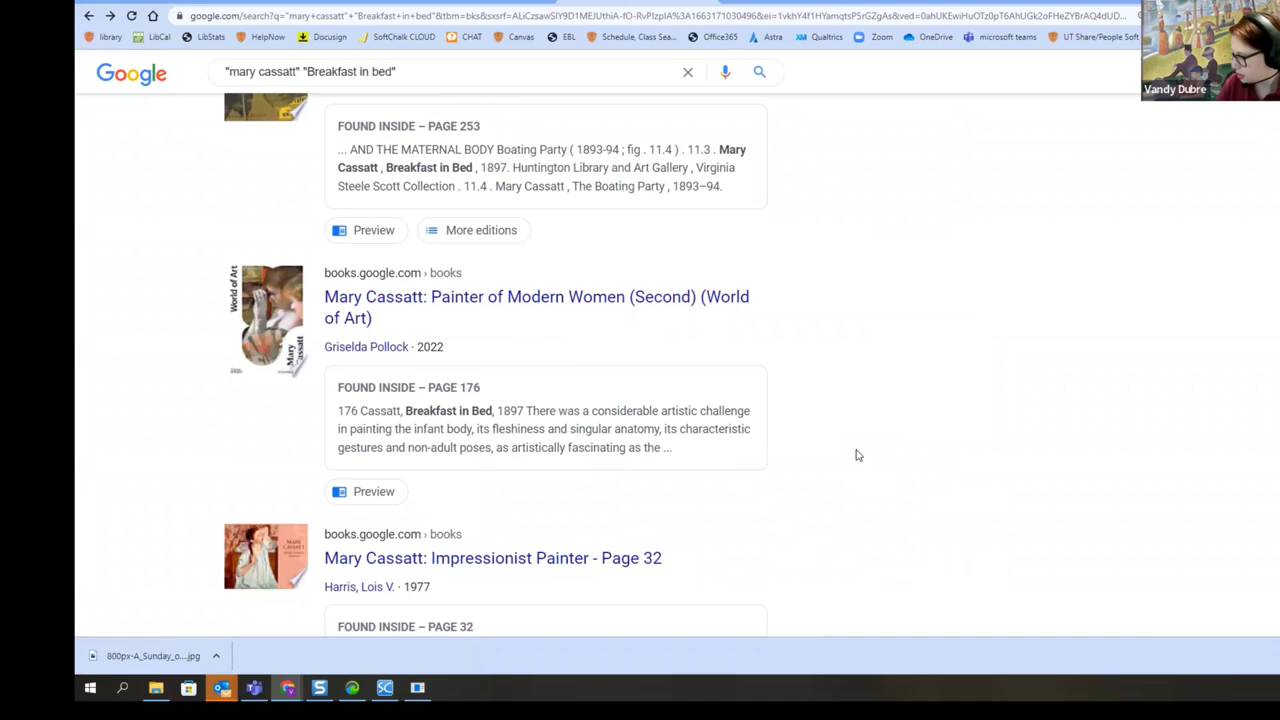 google.com/search?q="mary+cassatt"+"Breakfast+in+bed"&tbm=bks&sxsrf=ALiCzsawSlY9D1MEJUthiA-fO-RvPlzpIA%3A1663171030496&ei=1vkhY4f1HYamqtsPSrGZgAs&ved=0ahUKEwiHuOTz0pT6AhUGk2oFHeZYBrAQ4dUD...
library
LibCal
LibStats
HelpNow
Docusign
SoftChalk CLOUD
CHAT
Canvas
EBL
Schedule, Class Sea...
Office365
Astra
Qualtrics
Zoom
OneDrive
microsoft teams
UT Share/People Soft
Vandy Dubre
Google
"mary cassatt" "Breakfast in bed"
FOUND INSIDE – PAGE 253
... AND THE MATERNAL BODY Boating Party ( 1893-94 ; fig . 11.4 ) . 11.3 . Mary
Cassatt , Breakfast in Bed , 1897. Huntington Library and Art Gallery , Virginia
Steele Scott Collection . 11.4 . Mary Cassatt , The Boating Party , 1893–94.
Preview
More editions
World of Art
Mary Cassatt
books.google.com › books
Mary Cassatt: Painter of Modern Women (Second) (World
of Art)
Griselda Pollock · 2022
FOUND INSIDE – PAGE 176
176 Cassatt, Breakfast in Bed, 1897 There was a considerable artistic challenge
in painting the infant body, its fleshiness and singular anatomy, its characteristic
gestures and non-adult poses, as artistically fascinating as the ...
Preview
MARY
CASSATT
books.google.com › books
Mary Cassatt: Impressionist Painter - Page 32
Harris, Lois V. · 1977
FOUND INSIDE – PAGE 32
800px-A_Sunday_o....jpg